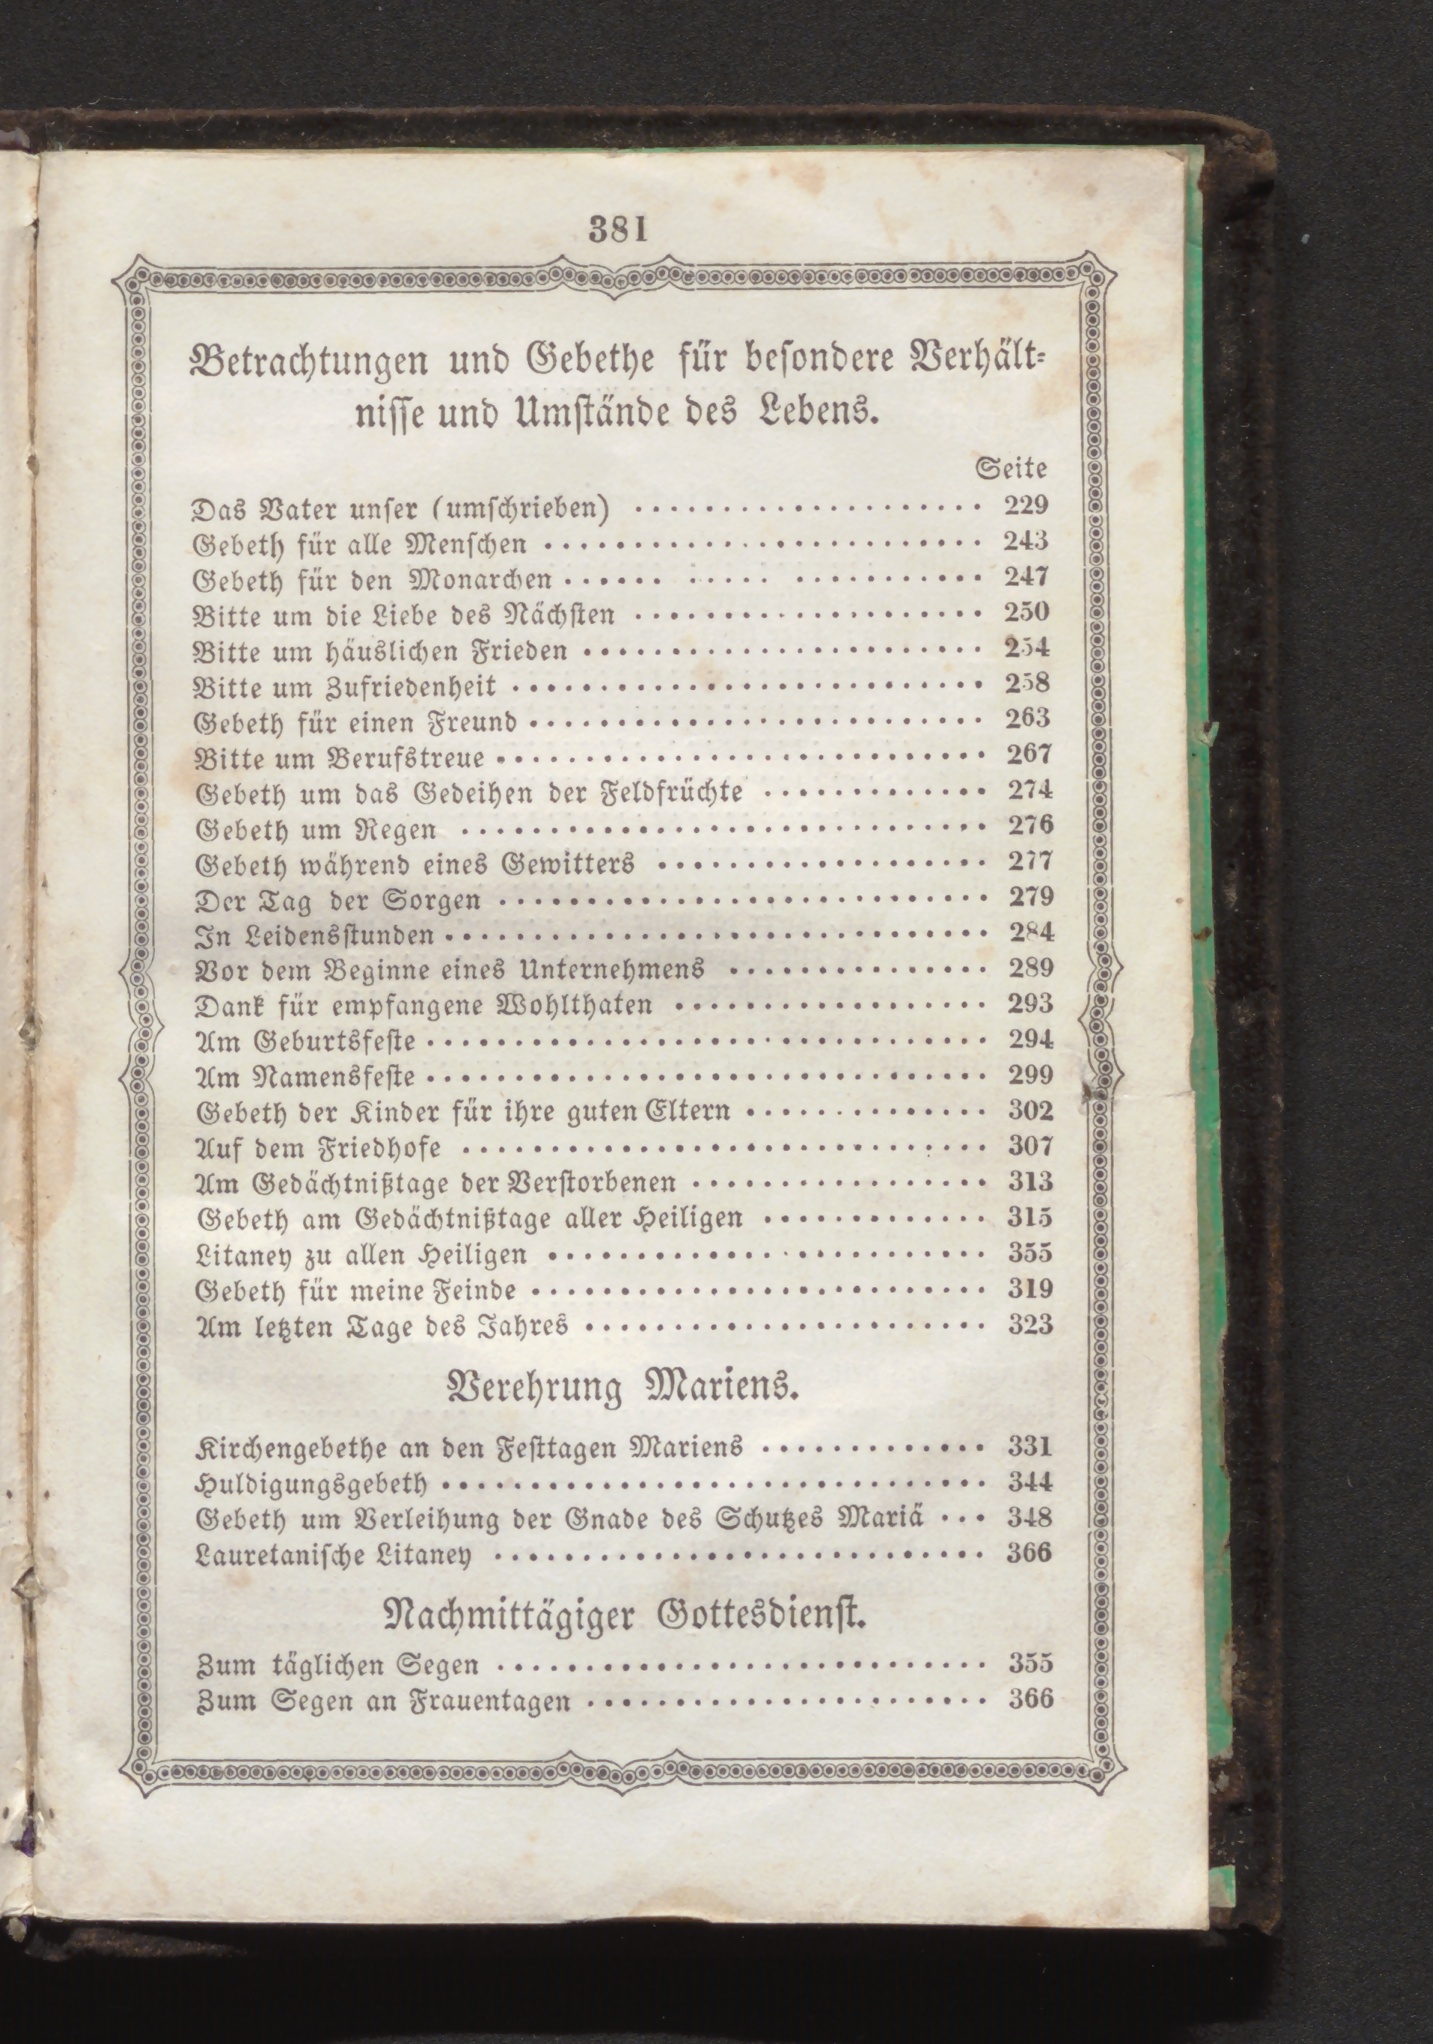 381
Betrachtungen und Gebethe für besondere Verhält-
nisse und Umstände des Lebens.
Seite
Das Vater unser (umschrieben) 229
Gebeth für alle Menschen 243
Gebeth für den Monarchen 247
Bitte um die Liebe des Nächsten 250
Bitte um häuslichen Frieden 254
Bitte um Zufriedenheit 258
Gebeth für einen Freund 263
Bitte um Berufstreue 267
Gebeth um das Gedeihen der Feldfrüchte 274
Gebeth um Regen 276
Gebeth während eines Gewitters 277
Der Tag der Sorgen 279
In Leidensstunden 284
Vor dem Beginne eines Unternehmens 289
Dank für empfangene Wohlthaten 293
Am Geburtsfeste 294
Am Namensfeste 299
Gebeth der Kinder für ihre guten Eltern 302
Auf dem Friedhofe 307
Am Gedächtnißtage der Verstorbenen 313
Gebeth am Gedächtnißtage aller Heiligen 315
Litaney zu allen Heiligen 355
Gebeth für meine Feinde 319
Am letzten Tage des Jahres 323
Verehrung Mariens.
Kirchengebethe an den Festtagen Mariens 331
Huldigungsgebeth 344
Gebeth um Verleihung der Gnade des Schutzes Mariä 348
Lauretanische Litaney 366
Nachmittägiger Gottesdienst.
Zum täglichen Segen 355
Zum Segen an Frauentagen 366